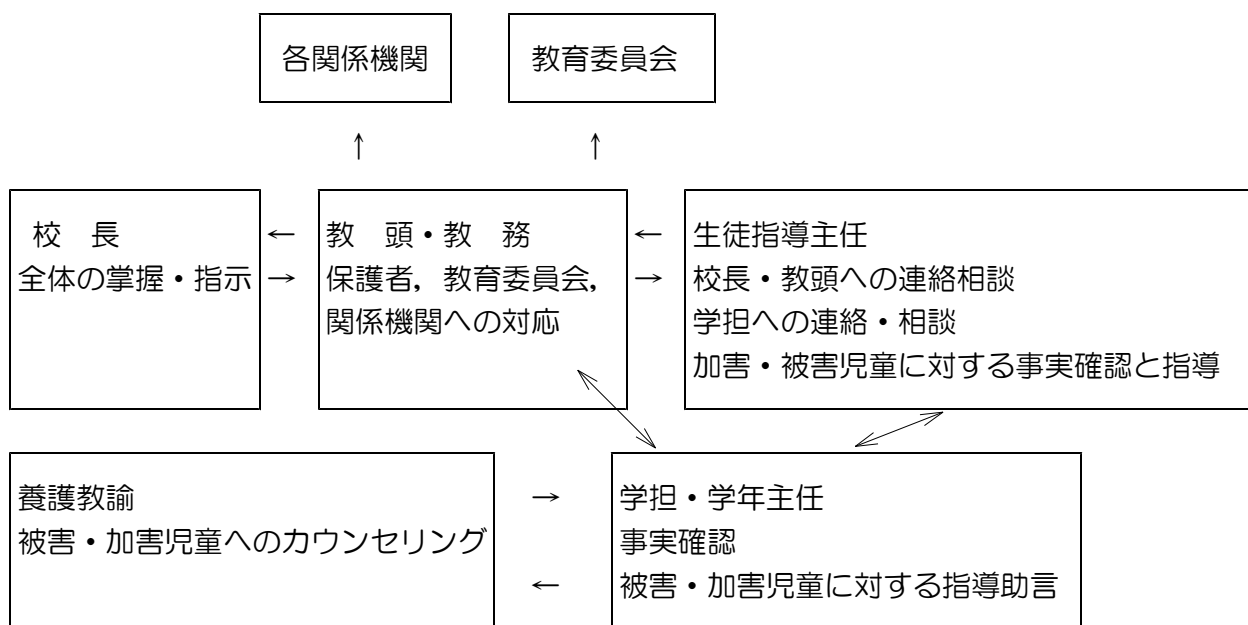 各関係機関
教育委員会
↑
↑
校　長
全体の掌握・指示
←
→
教　頭・教　務
保護者，教育委員会，
関係機関への対応
←
→
生徒指導主任
校長・教頭への連絡相談
学担への連絡・相談
加害・被害児童に対する事実確認と指導
養護教諭
被害・加害児童へのカウンセリング
→
←
学担・学年主任
事実確認
被害・加害児童に対する指導助言